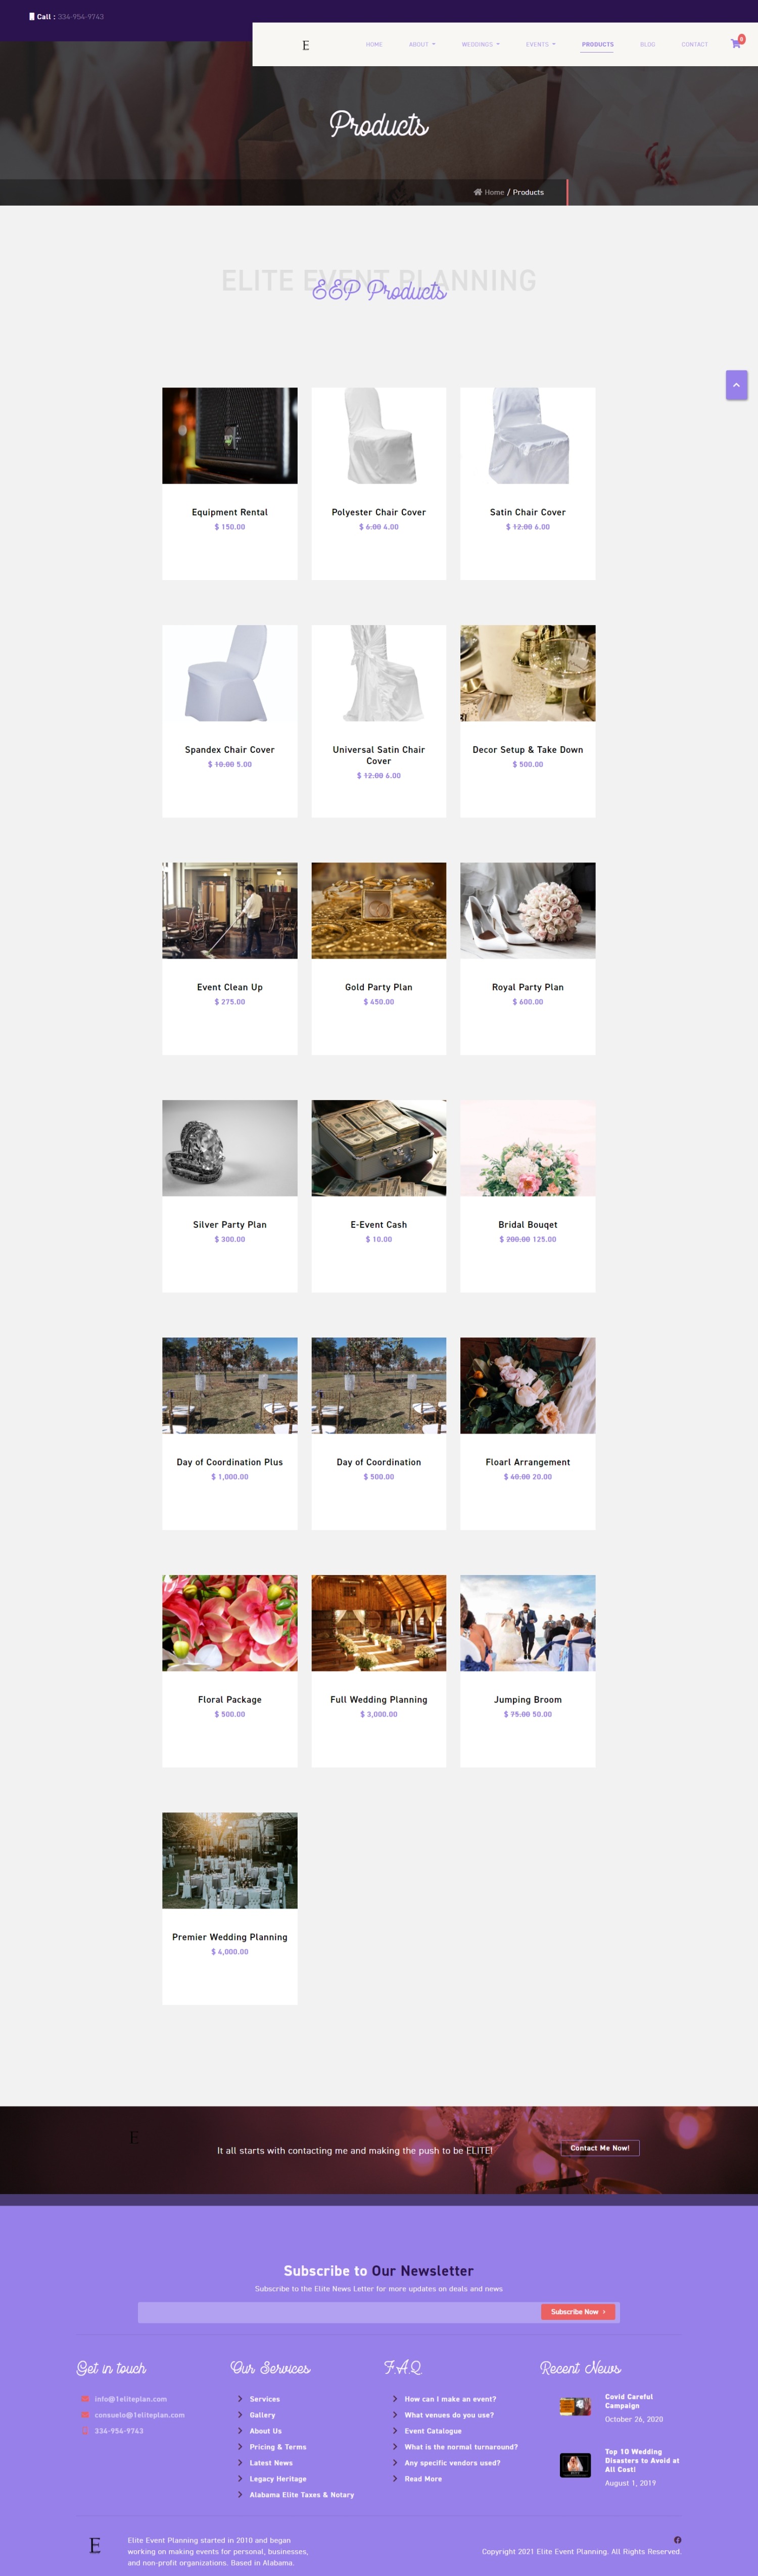 Call : 334-954-9743
E
HOME ABOUT WEDDINGS EVENTS PRODUCTS BLOG CONTACT
0
Products
Home / Products
ELITE EVENT PLANNING
EEP Products
Equipment Rental
$ 150.00
Polyester Chair Cover
$ 6.00 4.00
Satin Chair Cover
$ 12.00 6.00
Spandex Chair Cover
$ 10.00 5.00
Universal Satin Chair
Cover
$ 12.00 6.00
Decor Setup & Take Down
$ 500.00
Event Clean Up
$ 275.00
Gold Party Plan
$ 450.00
Royal Party Plan
$ 600.00
Silver Party Plan
$ 300.00
E-Event Cash
$ 10.00
Bridal Bouqet
$ 200.00 125.00
Day of Coordination Plus
$ 1,000.00
Day of Coordination
$ 500.00
Floarl Arrangement
$ 40.00 20.00
Floral Package
$ 500.00
Full Wedding Planning
$ 3,000.00
Jumping Broom
$ 75.00 50.00
Premier Wedding Planning
$ 4,000.00
E
It all starts with contacting me and making the push to be ELITE!
Contact Me Now!
Subscribe to Our Newsletter
Subscribe to the Elite News Letter for more updates on deals and news
Subscribe Now
Get in touch
info@1eliteplan.com
consuelo@1eliteplan.com
334-954-9743
Our Services
Services
Gallery
About Us
Pricing & Terms
Latest News
Legacy Heritage
Alabama Elite Taxes & Notary
F.A.Q.
How can I make an event?
What venues do you use?
Event Catalogue
What is the normal turnaround?
Any specific vendors used?
Read More
Recent News
Covid Careful
Campaign
October 26, 2020
Top 10 Wedding
Disasters to Avoid at
All Cost!
August 1, 2019
E
Elite Event Planning started in 2010 and began
working on making events for personal, businesses,
and non-profit organizations. Based in Alabama.
Copyright 2021 Elite Event Planning. All Rights Reserved.